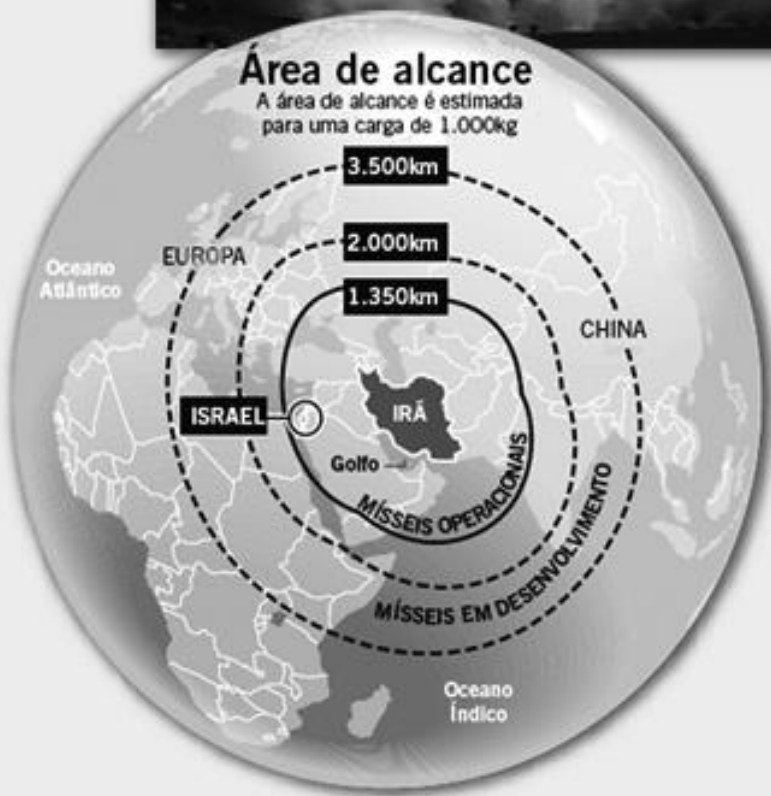 Área de alcance
A área de alcance é estimada
para uma carga de 1.000kg
3.500km
2.000km
EUROPA
Oceano
Atlântico
1.350km
CHINA
ISRAEL
IRÃ
Golfo
MÍSSEIS OPERACIONAIS
MÍSSEIS EM DESENVOLVIMENTO
Oceano
Índico